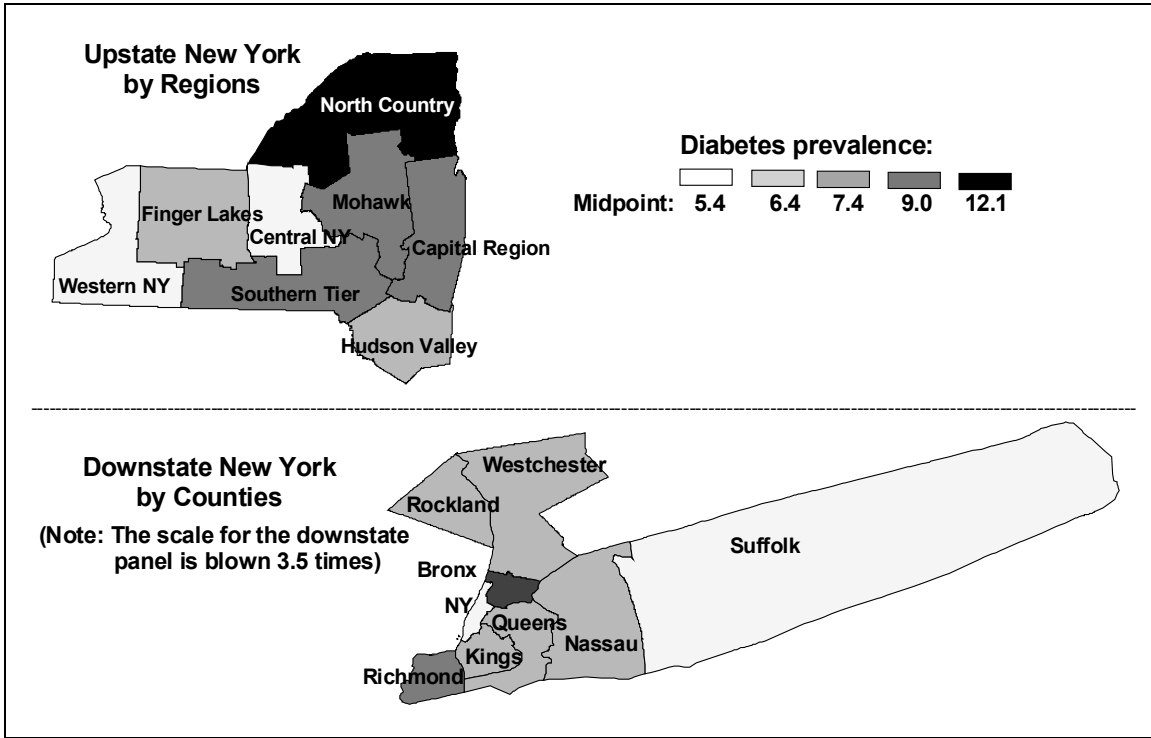 Upstate New York
by Regions
North Country
Diabetes prevalence:
Midpoint: 5.4 6.4 7.4 9.0 12.1
Finger Lakes
Mohawk
Central NY
Capital Region
Western NY
Southern Tier
Hudson Valley
Downstate New York
by Counties
(Note: The scale for the downstate
panel is blown 3.5 times)
Westchester
Rockland
Suffolk
Bronx
NY
Queens
Nassau
Kings
Richmond